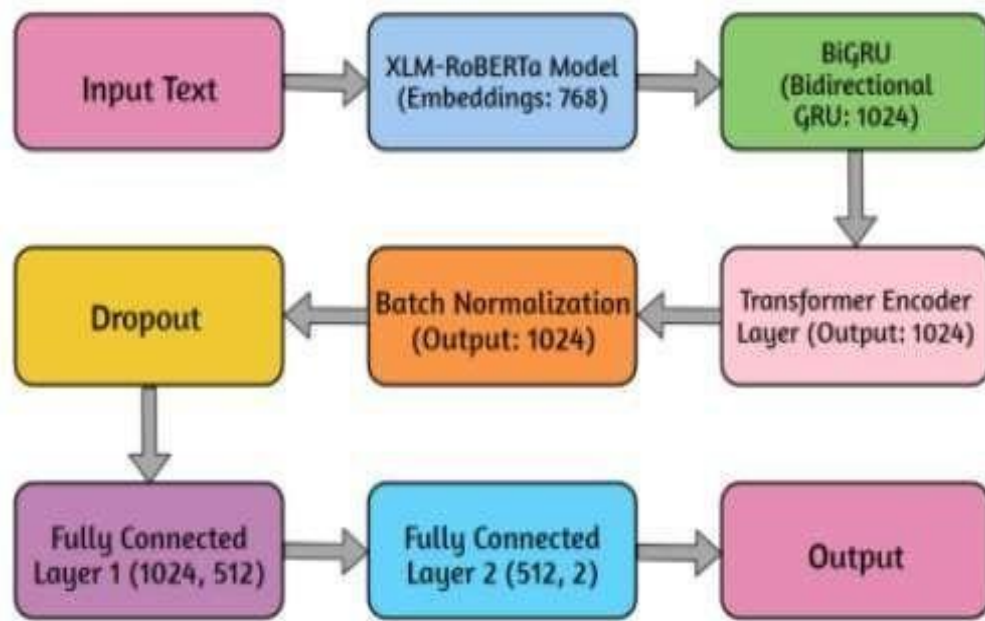 Input Text
XLM-RoBERTa Model
(Embeddings: 768)
BiGRU
(Bidirectional
GRU: 1024)
Transformer Encoder
Layer (Output: 1024)
Batch Normalization
(Output: 1024)
Dropout
Fully Connected
Layer 1 (1024, 512)
Fully Connected
Layer 2 (512, 2)
Output